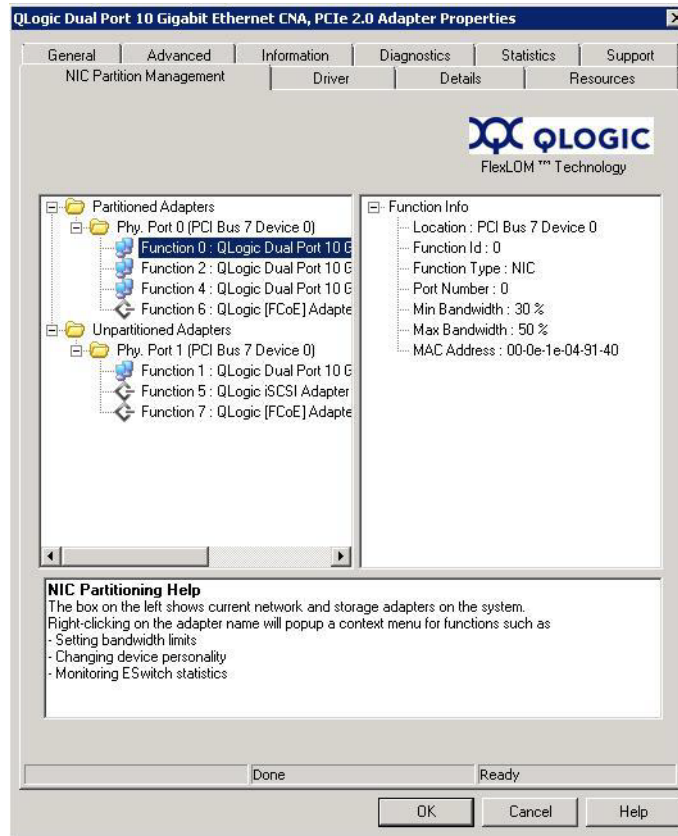 QLogic Dual Port 10 Gigabit Ethernet CNA, PCIe 2.0 Adapter Properties
General
Advanced
Information
Diagnostics
Statistics
Support
NIC Partition Management
Driver
Details
Resources
QLOGIC
FlexLOM ™ Technology
Partitioned Adapters
Phy. Port 0 (PCI Bus 7 Device 0)
Function 0 : QLogic Dual Port 10 G
Function 2 : QLogic Dual Port 10 G
Function 4 : QLogic Dual Port 10 G
Function 6 : QLogic [FCoE] Adapte
Unpartitioned Adapters
Phy. Port 1 (PCI Bus 7 Device 0)
Function 1 : QLogic Dual Port 10 G
Function 5 : QLogic iSCSI Adapter
Function 7 : QLogic [FCoE] Adapte
Function Info
Location : PCI Bus 7 Device 0
Function Id : 0
Function Type : NIC
Port Number : 0
Min Bandwidth : 30 %
Max Bandwidth : 50 %
MAC Address : 00-0e-1e-04-91-40
NIC Partitioning Help
The box on the left shows current network and storage adapters on the system.
Right-clicking on the adapter name will popup a context menu for functions such as
- Setting bandwidth limits
- Changing device personality
- Monitoring ESwitch statistics
Done
Ready
OK
Cancel
Help